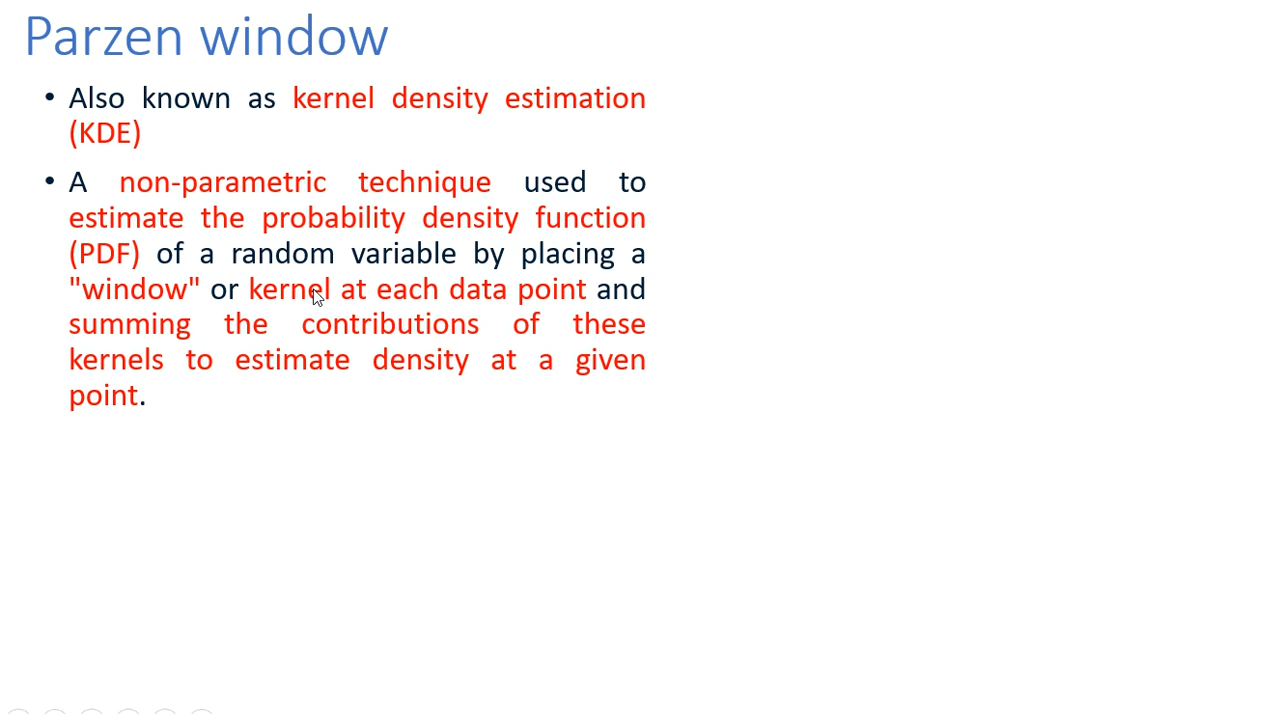 Parzen window
• Also known as kernel density estimation
(KDE)
• A non-parametric technique used to
estimate the probability density function
(PDF) of a random variable by placing a
"window" or kernel at each data point and
summing the contributions of these
kernels to estimate density at a given
point.